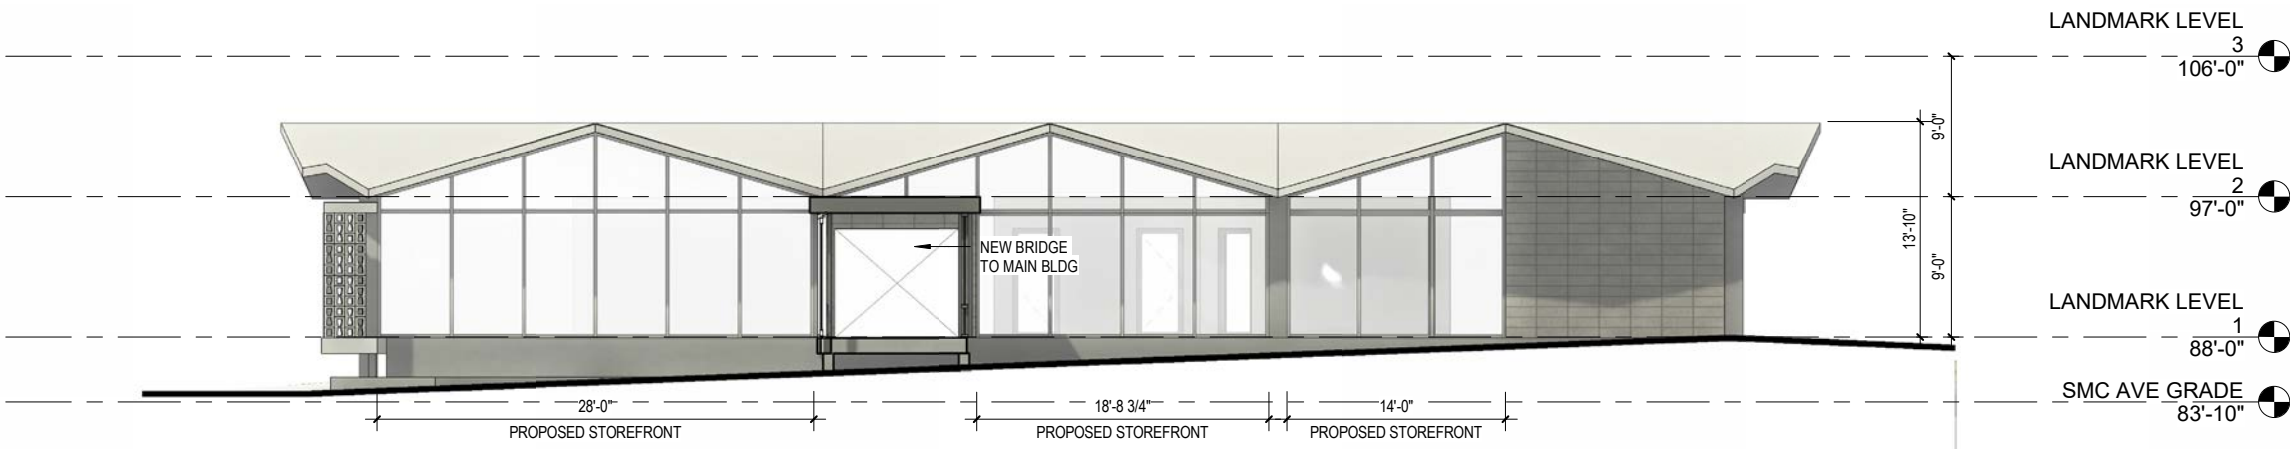 LANDMARK LEVEL
3
106'-0"
9'-0"
LANDMARK LEVEL
2
97'-0"
13'-10"
9'-0"
NEW BRIDGE
TO MAIN BLDG
LANDMARK LEVEL
1
88'-0"
SMC AVE GRADE
83'-10"
28'-0"
18'-8 3/4"
14'-0"
PROPOSED STOREFRONT
PROPOSED STOREFRONT
PROPOSED STOREFRONT